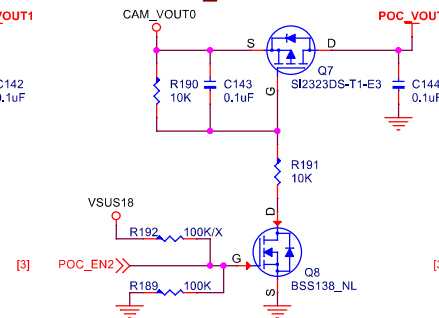 VOUT1
CAM_VOUT0
POC_VOUT
S
D
Q7
SI2323DS-T1-E3
G
C142
0.1uF
R190
10K
C143
0.1uF
C144
0.1uF
R191
10K
VSUS18
D
R192
100K/X
[3]
POC_EN2
G
Q8
BSS138_NL
S
R189
100K